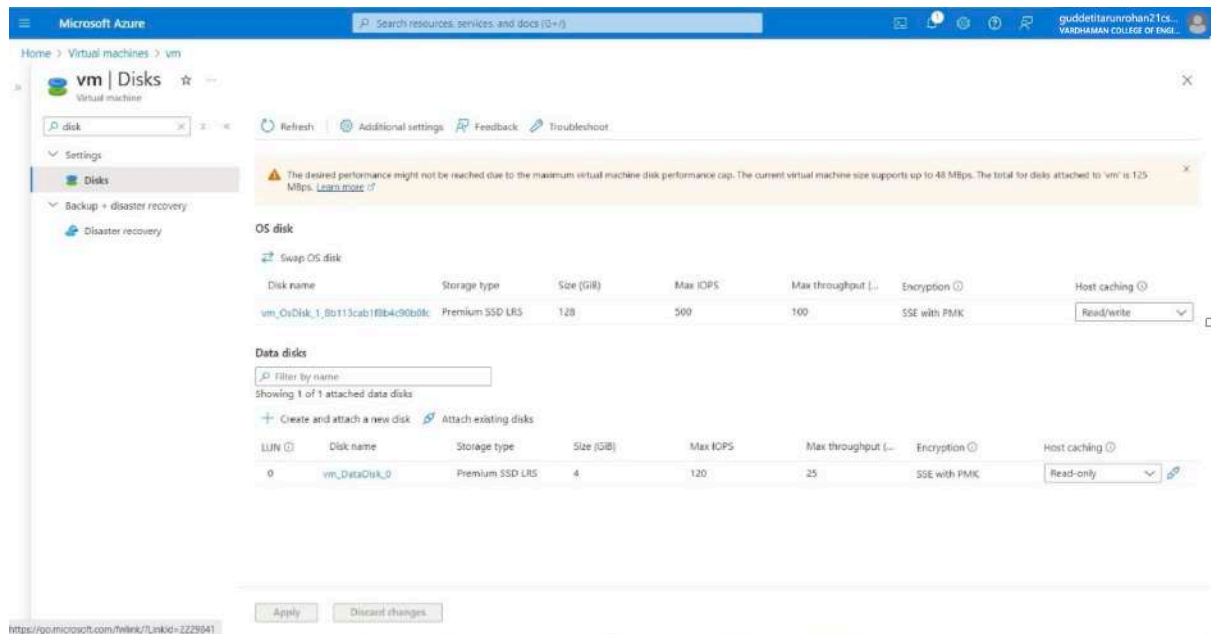 Microsoft Azure
Search resources, services, and docs (G+/)
guddetitarunrohan21cs...
VARDHAMAN COLLEGE OF ENGI...
Home > Virtual machines > vm
vm | Disks
Virtual machine
disk
Refresh Additional settings Feedback Troubleshoot
Settings
Disks
Backup + disaster recovery
Disaster recovery
The desired performance might not be reached due to the maximum virtual machine disk performance cap. The current virtual machine size supports up to 48 MBps. The total for disks attached to 'vm' is 125
MBps. Learn more
OS disk
Swap OS disk
Disk name Storage type Size (GiB) Max IOPS Max throughput (... Encryption Host caching
Premium SSD LRS 128 500 100 SSE with PMK Read/write
Data disks
Filter by name
Showing 1 of 1 attached data disks
+ Create and attach a new disk Attach existing disks
LUN Disk name Storage type Size (GiB) Max IOPS Max throughput (... Encryption Host caching
0 vm_DataDisk_0 Premium SSD LRS 4 120 25 SSE with PMK Read-only
Apply Discard changes
https://go.microsoft.com/fwlink/?LinkId=2229841